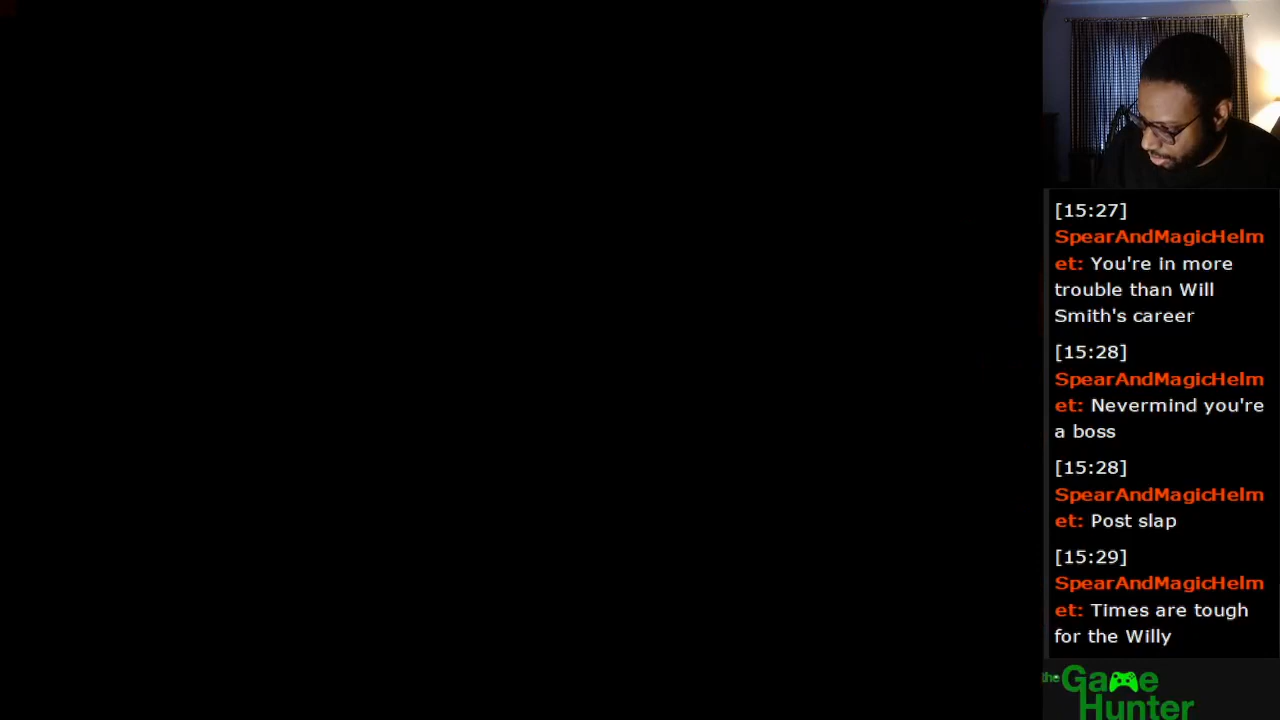 [15:27]
SpearAndMagicHelm
et: You're in more
trouble than Will
Smith's career
[15:28]
SpearAndMagicHelm
et: Nevermind you're
a boss
[15:28]
SpearAndMagicHelm
et: Post slap
[15:29]
SpearAndMagicHelm
et: Times are tough
for the Willy
the Game
Hunter